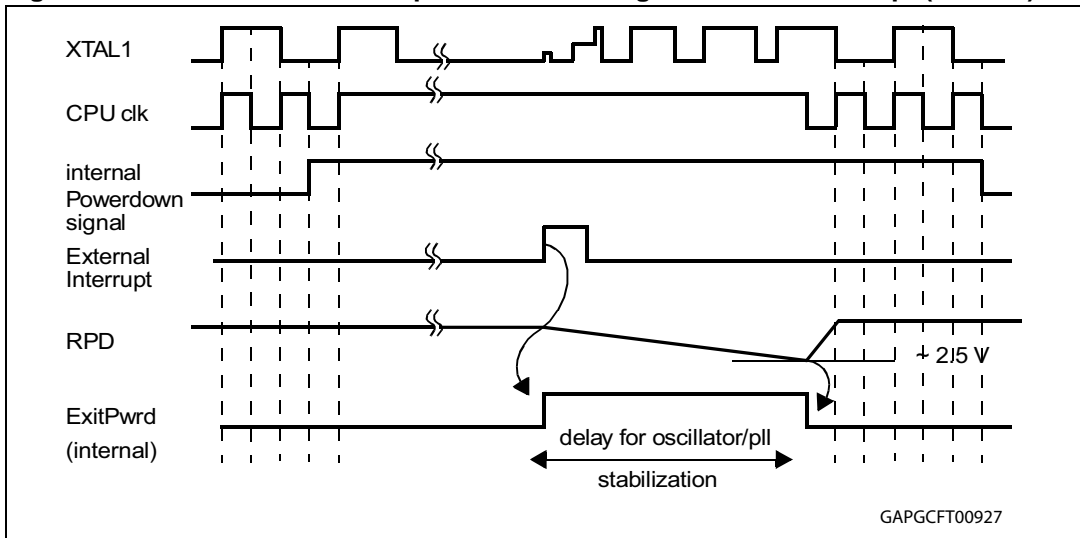 XTAL1
CPU clk
internal
Powerdown
signal
External
Interrupt
RPD
~ 2.5 V
ExitPwrd
(internal)
delay for oscillator/pll
stabilization
GAPGCFT00927